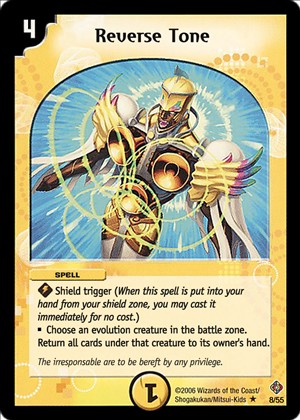 4
Reverse Tone
SPELL
Shield trigger (When this spell is put into your
hand from your shield zone, you may cast it
immediately for no cost.)
▪ Choose an evolution creature in the battle zone.
Return all cards under that creature to its owner's hand.
The irresponsable are to be bereft by any privilege.
1
©2006 Wizards of the Coast/
Shogakukan/Mitsui-Kids ★ 8/55